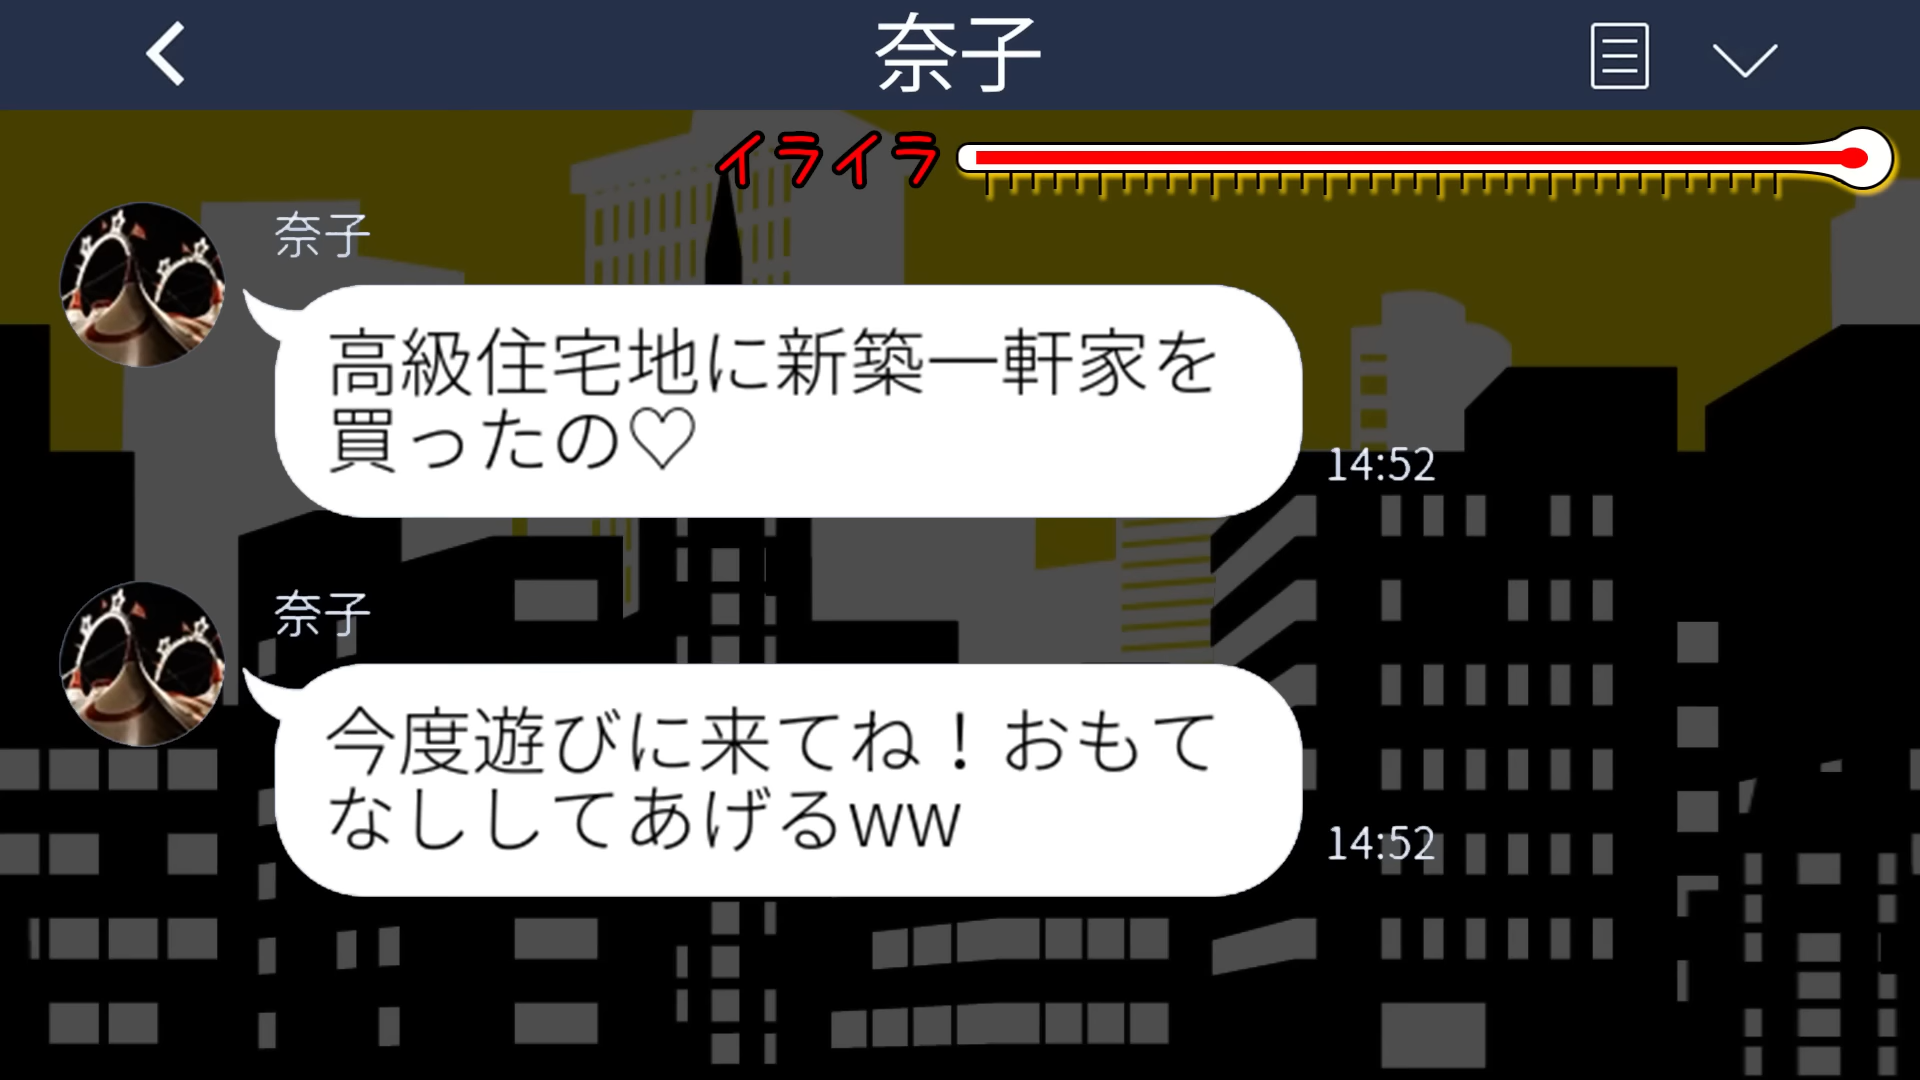 奈子
イライラ
奈子
高級住宅地に新築一軒家を
買ったの♡
14:52
奈子
今度遊びに来てね！おもて
なししてあげるww
14:52